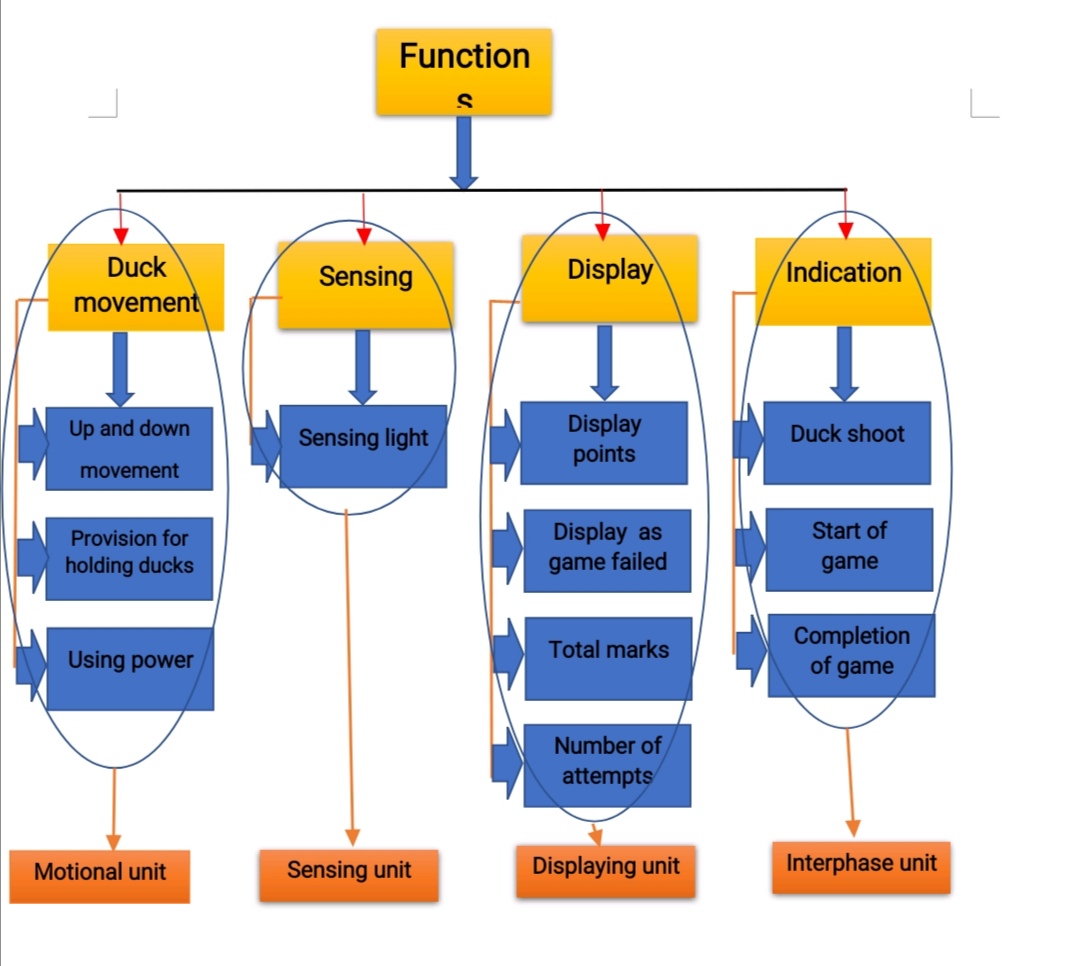 Function
s
Duck
movement
Sensing
Display
Indication
Up and down
movement
Provision for
holding ducks
Using power
Sensing light
Display
points
Display as
game failed
Total marks
Number of
attempts
Duck shoot
Start of
game
Completion
of game
Motional unit
Sensing unit
Displaying unit
Interphase unit